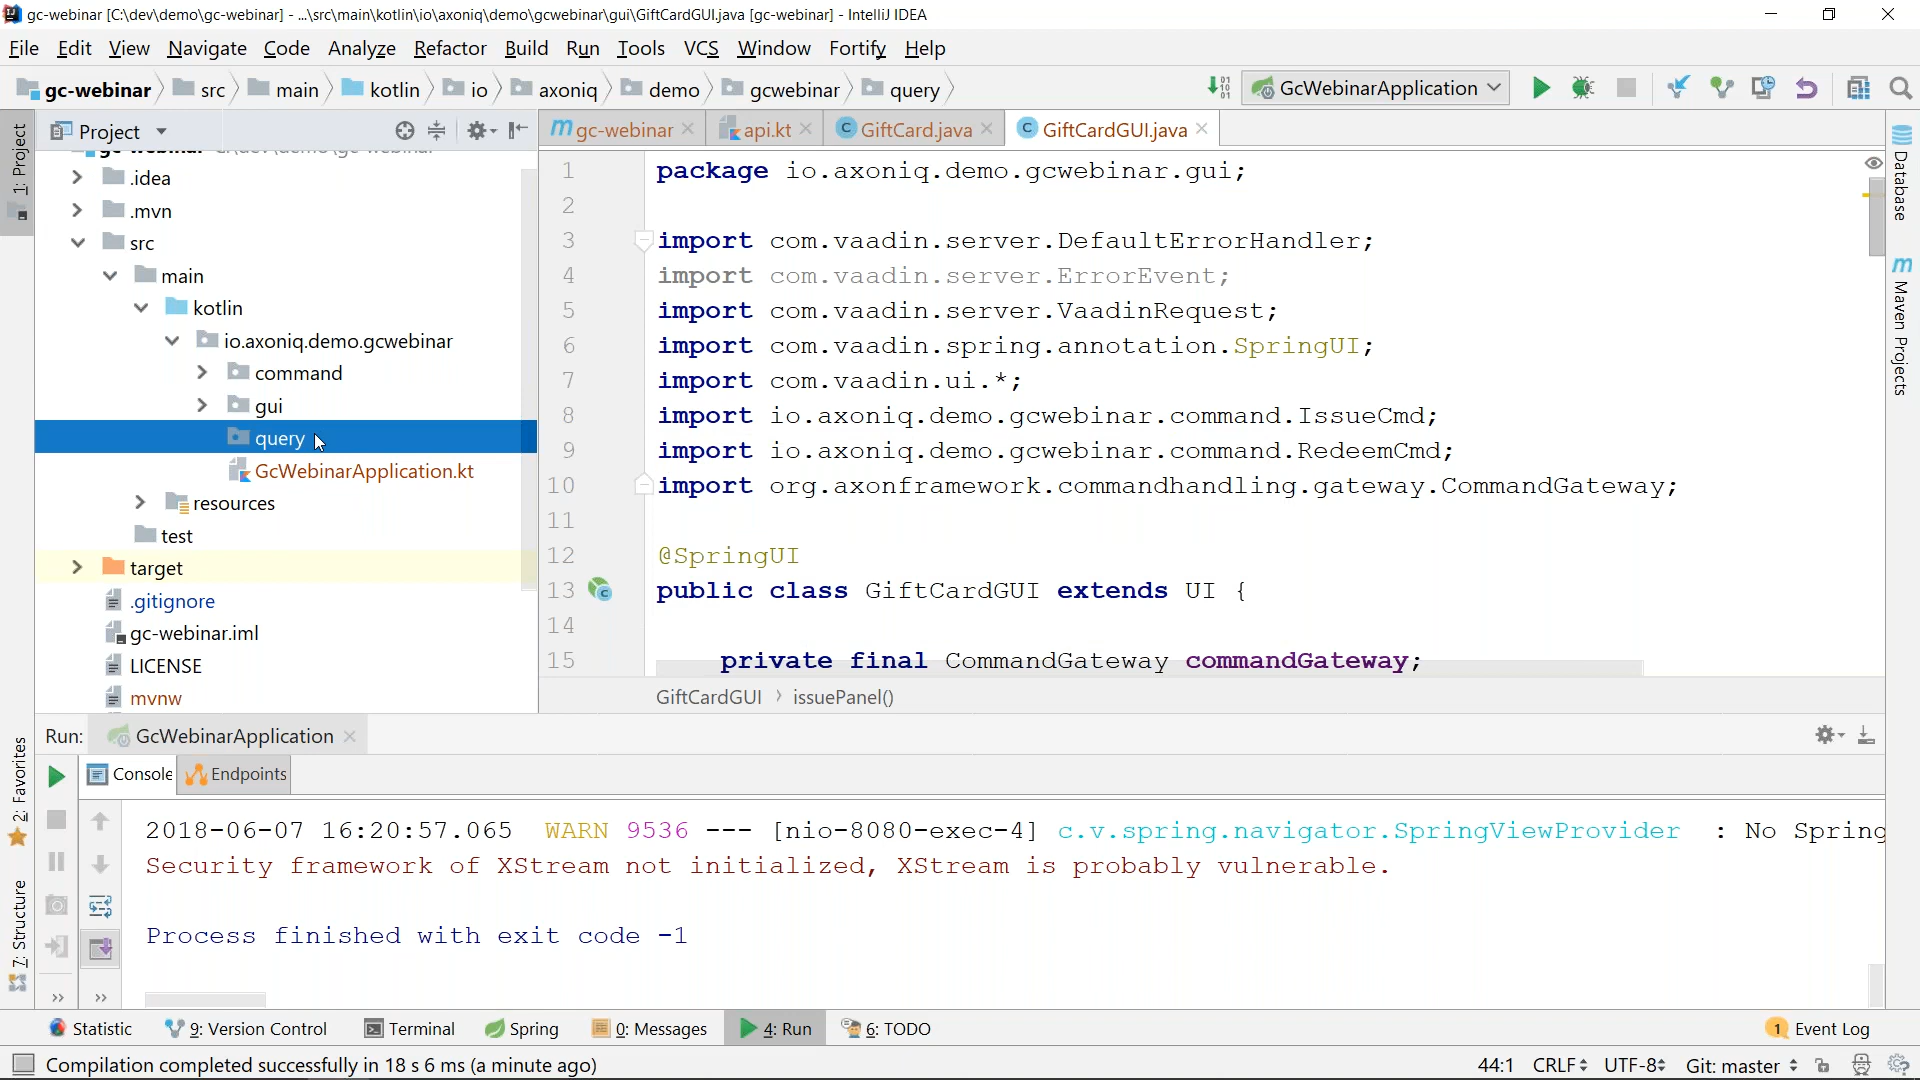 gc-webinar [C:\dev\demo\gc-webinar] - ...\src\main\kotlin\io\axoniq\demo\gcwebinar\gui\GiftCardGUI.java [gc-webinar] - IntelliJ IDEA
File Edit View Navigate Code Analyze Refactor Build Run Tools VCS Window Fortify Help
gc-webinar src main kotlin io axoniq demo gcwebinar query GcWebinarApplication
Project gc-webinar api.kt GiftCard.java GiftCardGUI.java
1: Project
.idea
.mvn
src
main
kotlin
io.axoniq.demo.gcwebinar
command
gui
query
GcWebinarApplication.kt
resources
test
target
.gitignore
gc-webinar.iml
LICENSE
mvnw
1 package io.axoniq.demo.gcwebinar.gui;
2
3 import com.vaadin.server.DefaultErrorHandler;
4 import com.vaadin.server.ErrorEvent;
5 import com.vaadin.server.VaadinRequest;
6 import com.vaadin.spring.annotation.SpringUI;
7 import com.vaadin.ui.*;
8 import io.axoniq.demo.gcwebinar.command.IssueCmd;
9 import io.axoniq.demo.gcwebinar.command.RedeemCmd;
10 import org.axonframework.commandhandling.gateway.CommandGateway;
11
12 @SpringUI
13 public class GiftCardGUI extends UI {
14
15 private final CommandGateway commandGateway;
GiftCardGUI › issuePanel()
Database
Maven Projects
Run: GcWebinarApplication
Console Endpoints
2: Favorites
7: Structure
2018-06-07 16:20:57.065 WARN 9536 --- [nio-8080-exec-4] c.v.spring.navigator.SpringViewProvider : No Spring
Security framework of XStream not initialized, XStream is probably vulnerable.
Process finished with exit code -1
Statistic 9: Version Control Terminal Spring 0: Messages 4: Run 6: TODO 1 Event Log
Compilation completed successfully in 18 s 6 ms (a minute ago) 44:1 CRLF UTF-8 Git: master